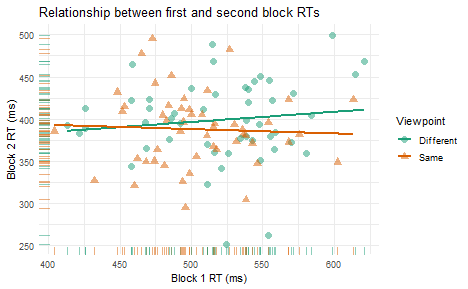 Relationship between first and second block RTs
500
450
400
350
300
250
Block 2 RT (ms)
400
450
500
550
600
Block 1 RT (ms)
Viewpoint
Different
Same